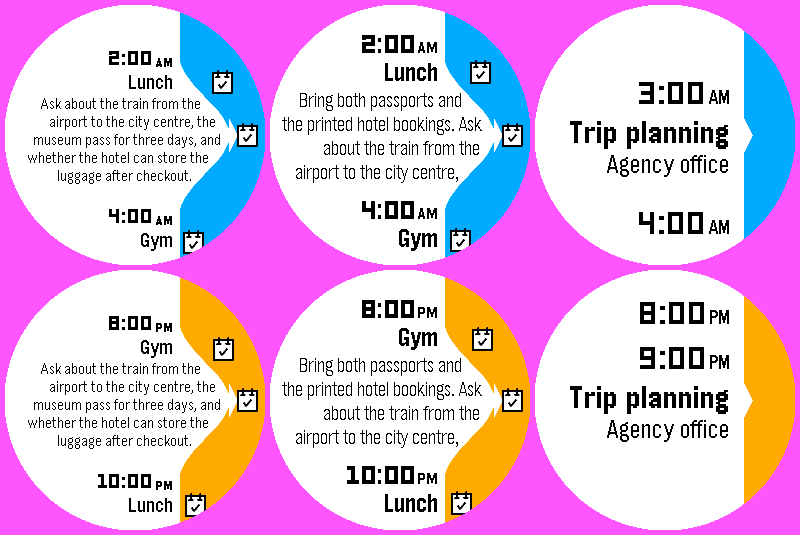 2:00 AM
Lunch
Ask about the train from the
airport to the city centre, the
museum pass for three days, and
whether the hotel can store the
luggage after checkout.
4:00 AM
Gym
2:00 AM
Lunch
Bring both passports and
the printed hotel bookings. Ask
about the train from the
airport to the city centre,
4:00 AM
Gym
3:00 AM
Trip planning
Agency office
4:00 AM
8:00 PM
Gym
Ask about the train from the
airport to the city centre, the
museum pass for three days, and
whether the hotel can store the
luggage after checkout.
10:00 PM
Lunch
8:00 PM
Gym
Bring both passports and
the printed hotel bookings. Ask
about the train from the
airport to the city centre,
10:00 PM
Lunch
8:00 PM
9:00 PM
Trip planning
Agency office